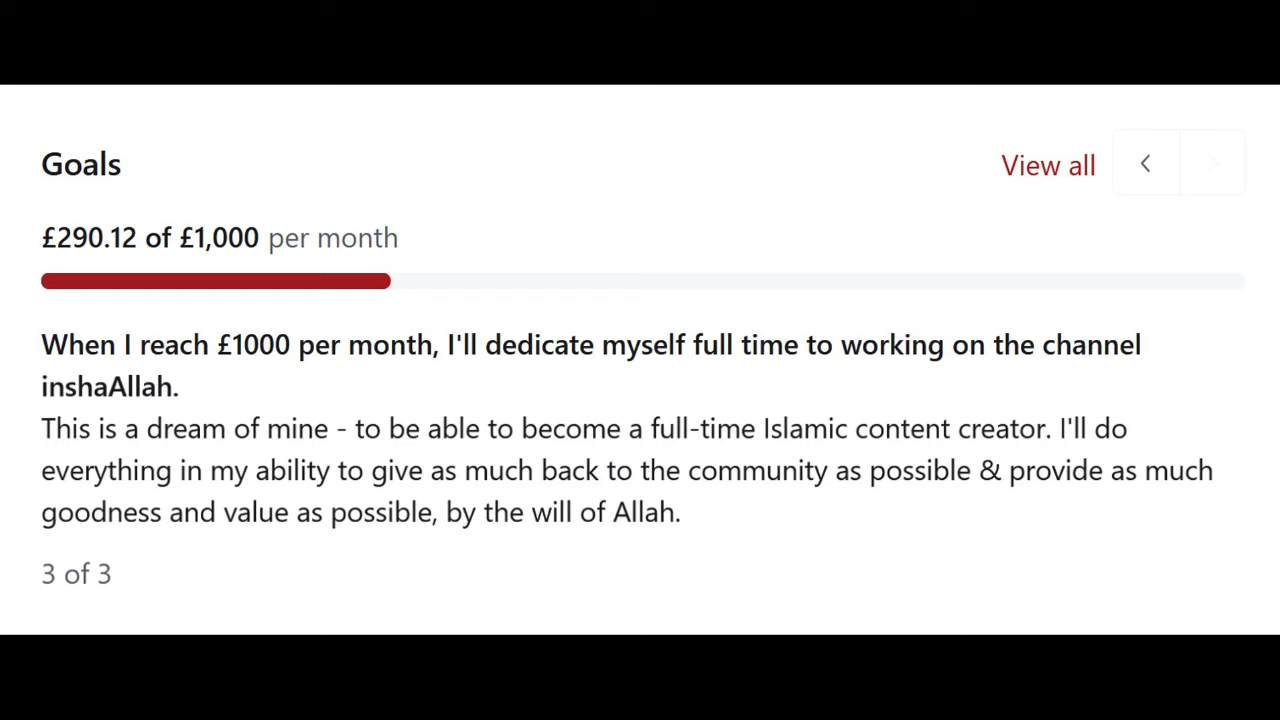 Goals
View all
£290.12 of £1,000 per month
When I reach £1000 per month, I'll dedicate myself full time to working on the channel
inshaAllah.
This is a dream of mine - to be able to become a full-time Islamic content creator. I'll do
everything in my ability to give as much back to the community as possible & provide as much
goodness and value as possible, by the will of Allah.
3 of 3